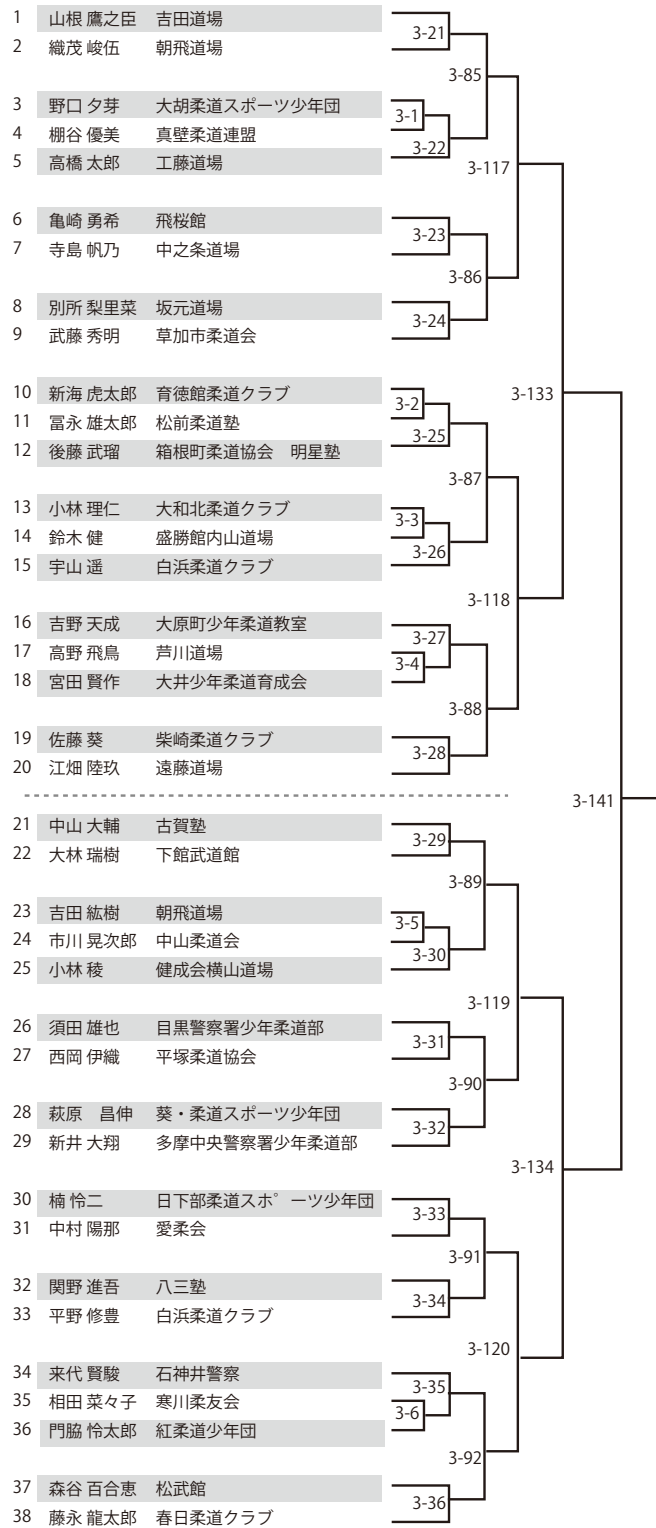 1 山根 鷹之臣 吉田道場
2 織茂 峻伍 朝飛道場
3 野口 夕芽 大胡柔道スポーツ少年団
4 棚谷 優美 真壁柔道連盟
5 高橋 太郎 工藤道場
6 亀崎 勇希 飛桜館
7 寺島 帆乃 中之条道場
8 別所 梨里菜 坂元道場
9 武藤 秀明 草加市柔道会
10 新海 虎太郎 育徳館柔道クラブ
11 冨永 雄太郎 松前柔道塾
12 後藤 武瑠 箱根町柔道協会 明星塾
13 小林 理仁 大和北柔道クラブ
14 鈴木 健 盛勝館内山道場
15 宇山 遥 白浜柔道クラブ
16 吉野 天成 大原町少年柔道教室
17 高野 飛鳥 芦川道場
18 宮田 賢作 大井少年柔道育成会
19 佐藤 葵 柴崎柔道クラブ
20 江畑 陸玖 遠藤道場
21 中山 大輔 古賀塾
22 大林 瑞樹 下館武道館
23 吉田 紘樹 朝飛道場
24 市川 晃次郎 中山柔道会
25 小林 稜 健成会横山道場
26 須田 雄也 目黒警察署少年柔道部
27 西岡 伊織 平塚柔道協会
28 萩原 昌伸 葵・柔道スポーツ少年団
29 新井 大翔 多摩中央警察署少年柔道部
30 楠 怜二 日下部柔道スポーツ少年団
31 中村 陽那 愛柔会
32 関野 進吾 八三塾
33 平野 修豊 白浜柔道クラブ
34 来代 賢駿 石神井警察
35 相田 菜々子 寒川柔友会
36 門脇 怜太郎 紅柔道少年団
37 森谷 百合恵 松武館
38 藤永 龍太郎 春日柔道クラブ
3-1
3-2
3-3
3-4
3-5
3-6
3-21
3-22
3-23
3-24
3-25
3-26
3-27
3-28
3-29
3-30
3-31
3-32
3-33
3-34
3-35
3-36
3-85
3-86
3-87
3-88
3-89
3-90
3-91
3-92
3-117
3-118
3-119
3-120
3-133
3-134
3-141